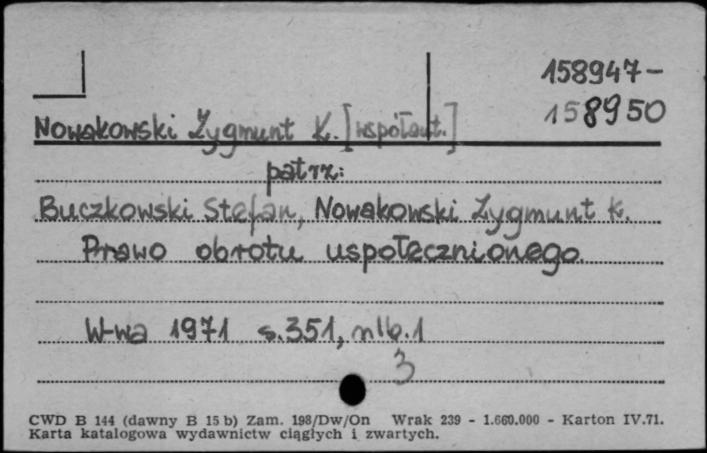 158947-
158950
Nowakowski Zygmunt K. [współaut.]
patrz:
Buczkowski Stefan, Nowakowski Zygmunt K.
Prawo obrotu uspołecznionego.
W-wa 1971 s.351, nlb.1
3
CWD B 144 (dawny B 15 b) Zam. 198/Dw/On Wrak 239 - 1.660.000 - Karton IV.71.
Karta katalogowa wydawnictw ciągłych i zwartych.